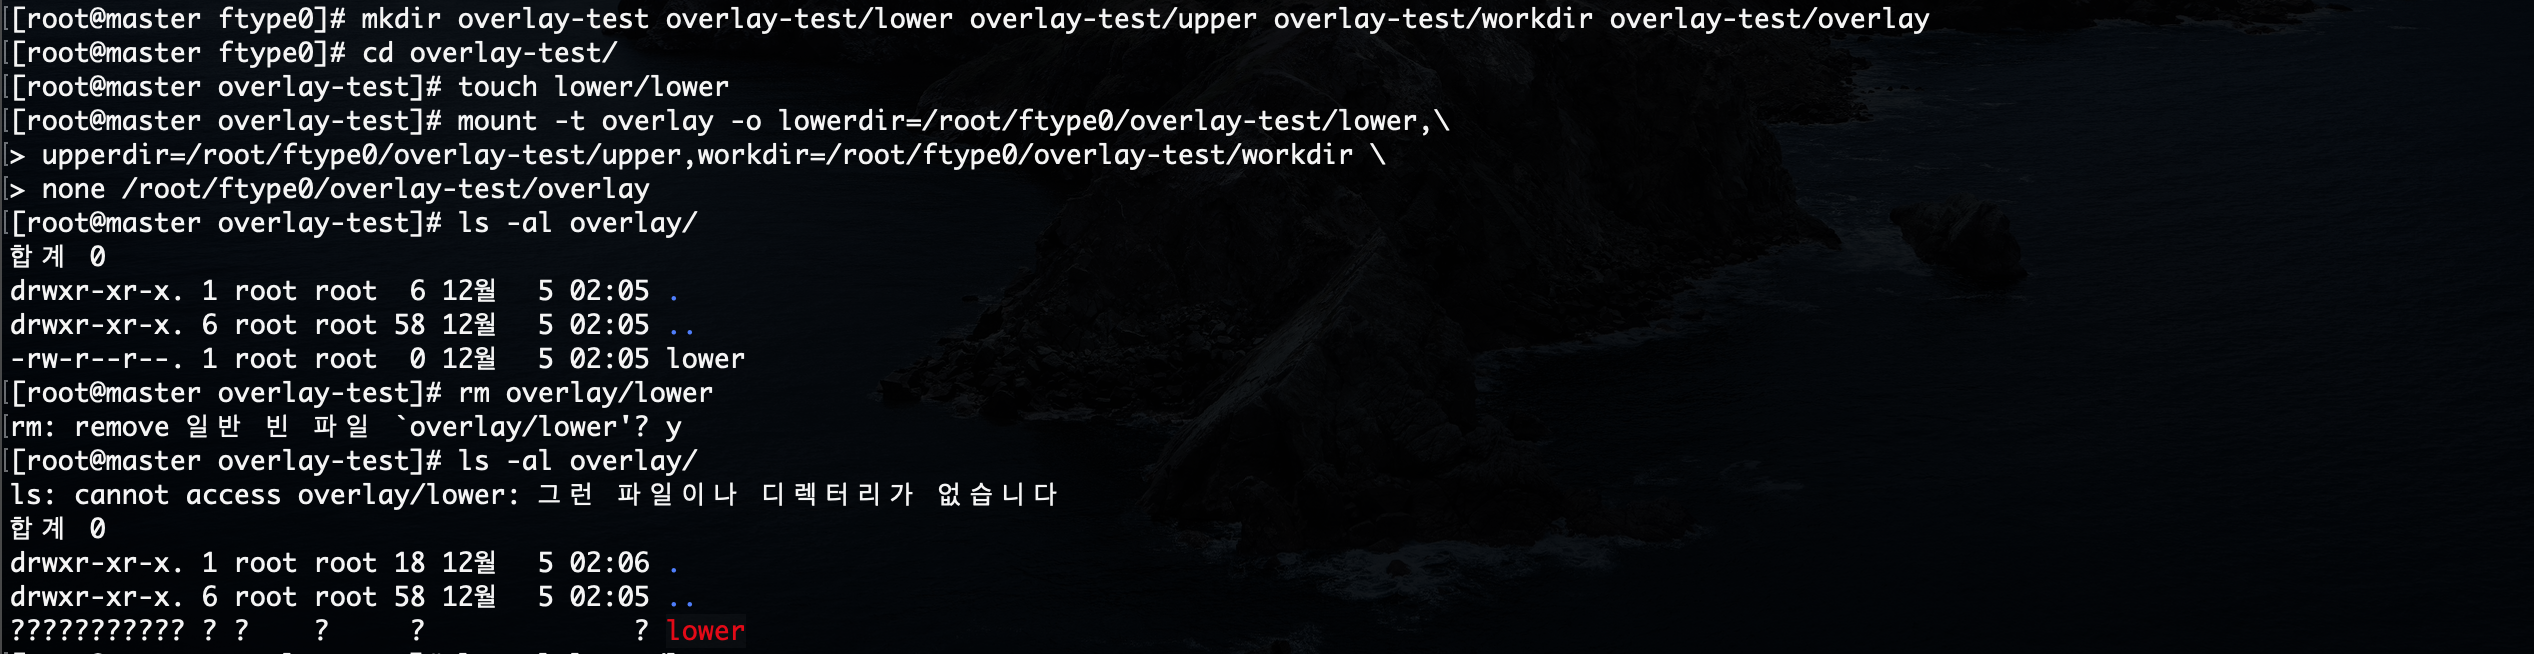 [root@master ftype0]# mkdir overlay-test overlay-test/lower overlay-test/upper overlay-test/workdir overlay-test/overlay
[root@master ftype0]# cd overlay-test/
[root@master overlay-test]# touch lower/lower
[root@master overlay-test]# mount -t overlay -o lowerdir=/root/ftype0/overlay-test/lower,\
> upperdir=/root/ftype0/overlay-test/upper,workdir=/root/ftype0/overlay-test/workdir \
> none /root/ftype0/overlay-test/overlay
[root@master overlay-test]# ls -al overlay/
합계 0
drwxr-xr-x. 1 root root  6 12월   5 02:05 .
drwxr-xr-x. 6 root root 58 12월   5 02:05 ..
-rw-r--r--. 1 root root  0 12월   5 02:05 lower
[root@master overlay-test]# rm overlay/lower
rm: remove 일반 빈 파일 `overlay/lower'? y
[root@master overlay-test]# ls -al overlay/
ls: cannot access overlay/lower: 그런 파일이나 디렉터리가 없습니다
합계 0
drwxr-xr-x. 1 root root 18 12월   5 02:06 .
drwxr-xr-x. 6 root root 58 12월   5 02:05 ..
??????????? ? ?    ?     ?             ? lower